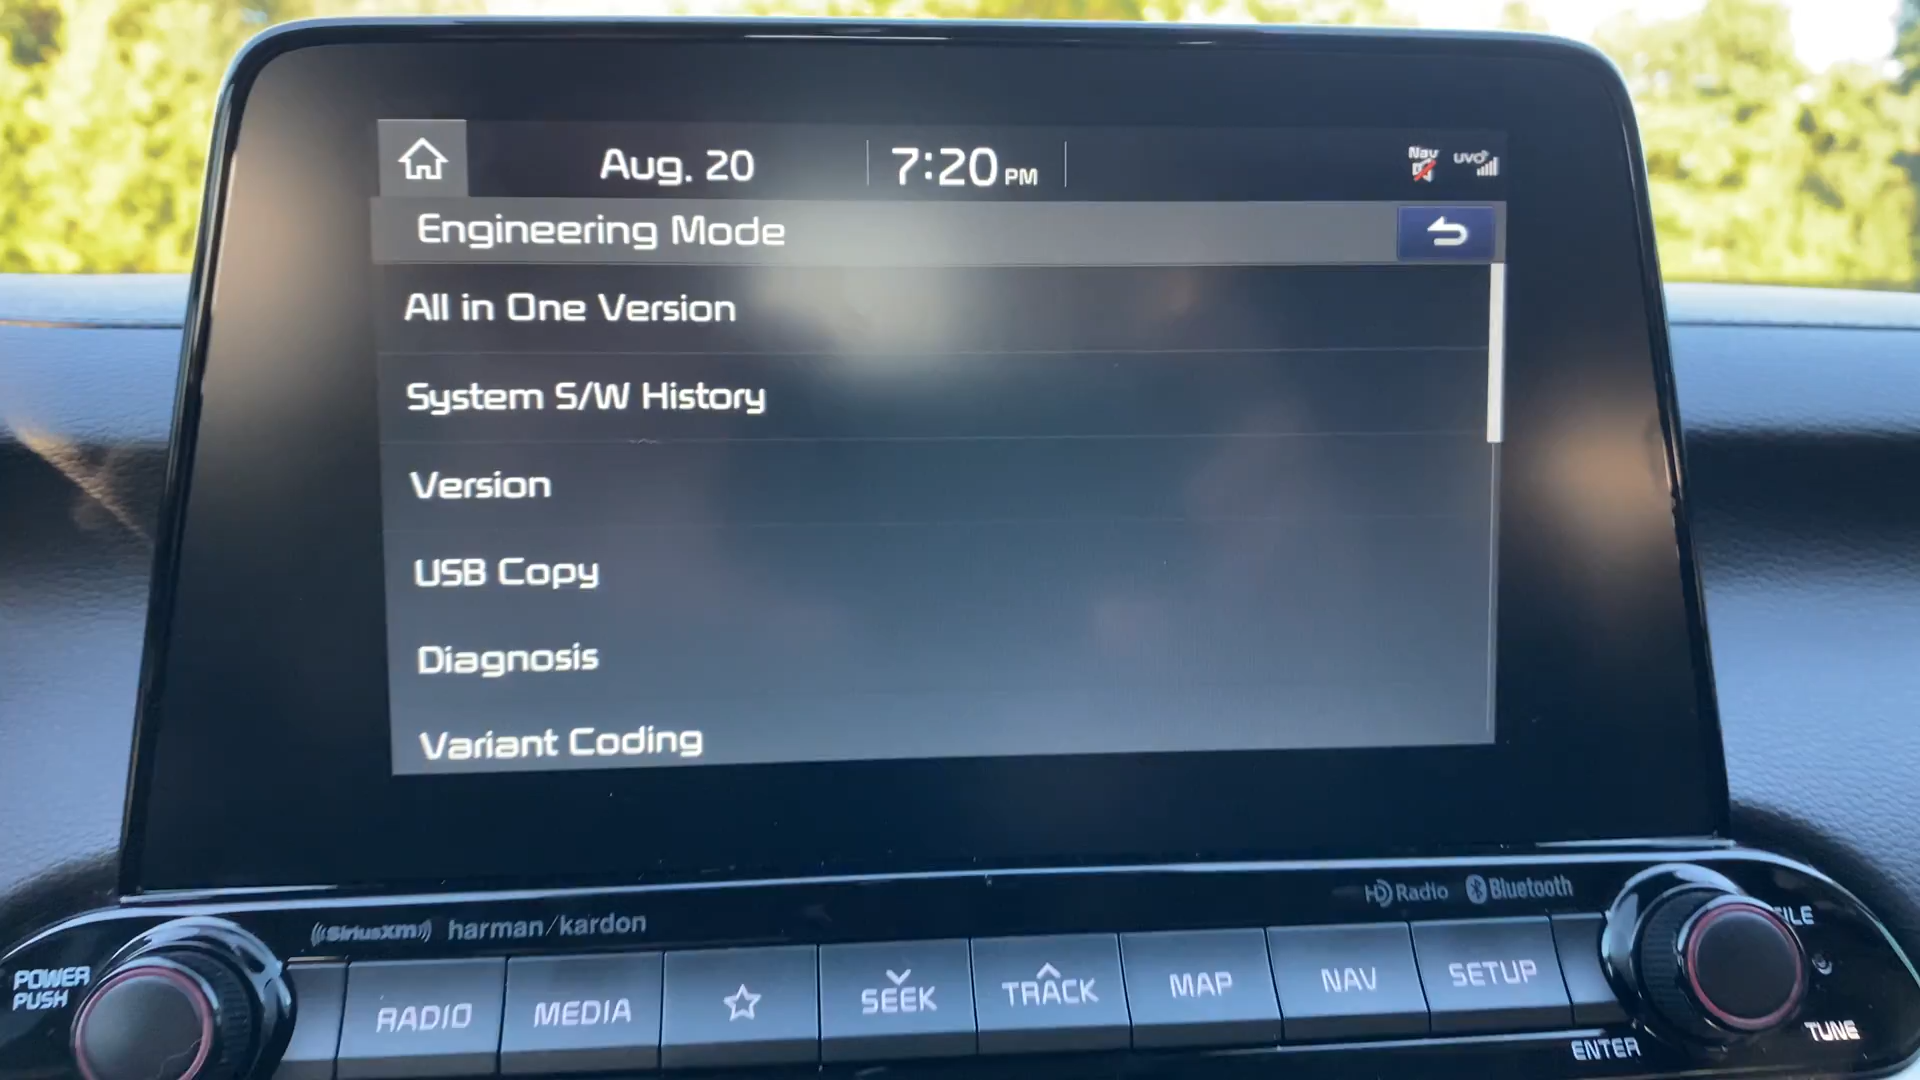 Aug. 20
7:20 PM
Nav
UVO
Engineering Mode
All in One Version
System S/W History
Version
USB Copy
Diagnosis
Variant Coding
HD Radio
Bluetooth
SiriusXM
harman/kardon
POWER
PUSH
RADIO
MEDIA
SEEK
TRACK
MAP
NAV
SETUP
TUNE
ENTER